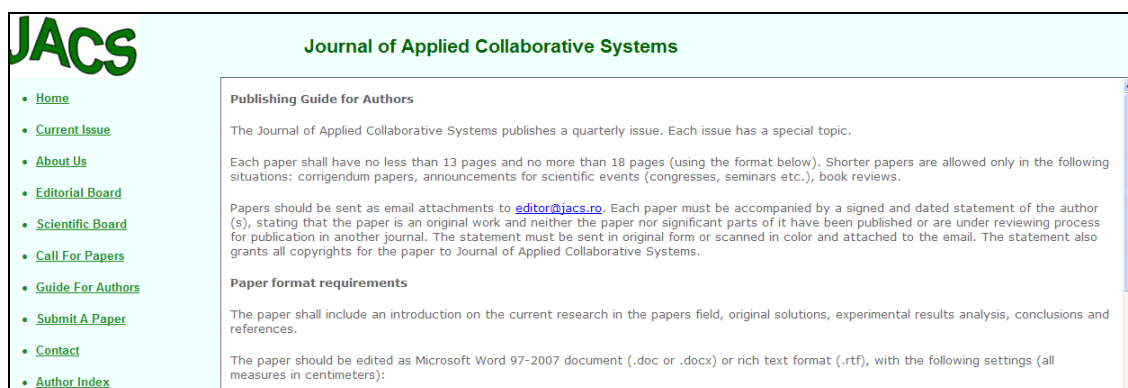 JACS
Journal of Applied Collaborative Systems
Home
Current Issue
About Us
Editorial Board
Scientific Board
Call For Papers
Guide For Authors
Submit A Paper
Contact
Author Index
Publishing Guide for Authors
The Journal of Applied Collaborative Systems publishes a quarterly issue. Each issue has a special topic.
Each paper shall have no less than 13 pages and no more than 18 pages (using the format below). Shorter papers are allowed only in the following
situations: corrigendum papers, announcements for scientific events (congresses, seminars etc.), book reviews.
Papers should be sent as email attachments to editor@jacs.ro. Each paper must be accompanied by a signed and dated statement of the author
(s), stating that the paper is an original work and neither the paper nor significant parts of it have been published or are under reviewing process
for publication in another journal. The statement must be sent in original form or scanned in color and attached to the email. The statement also
grants all copyrights for the paper to Journal of Applied Collaborative Systems.
Paper format requirements
The paper shall include an introduction on the current research in the papers field, original solutions, experimental results analysis, conclusions and
references.
The paper should be edited as Microsoft Word 97-2007 document (.doc or .docx) or rich text format (.rtf), with the following settings (all
measures in centimeters):